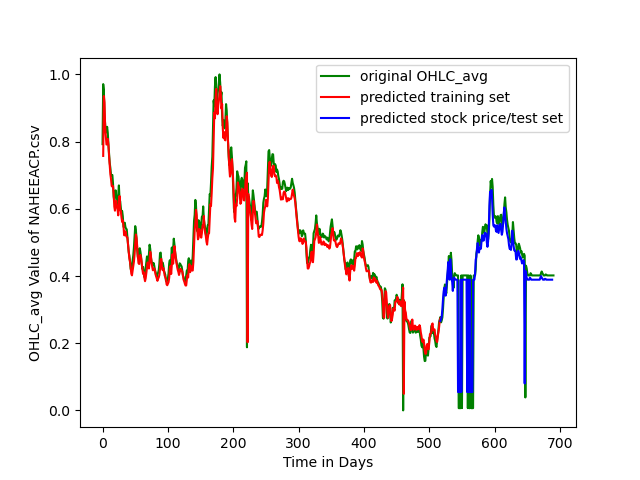 original OHLC_avg
predicted training set
predicted stock price/test set
OHLC_avg Value of NAHEEACP.csv
1.0
0.8
0.6
0.4
0.2
0.0
0 100 200 300 400 500 600 700
Time in Days